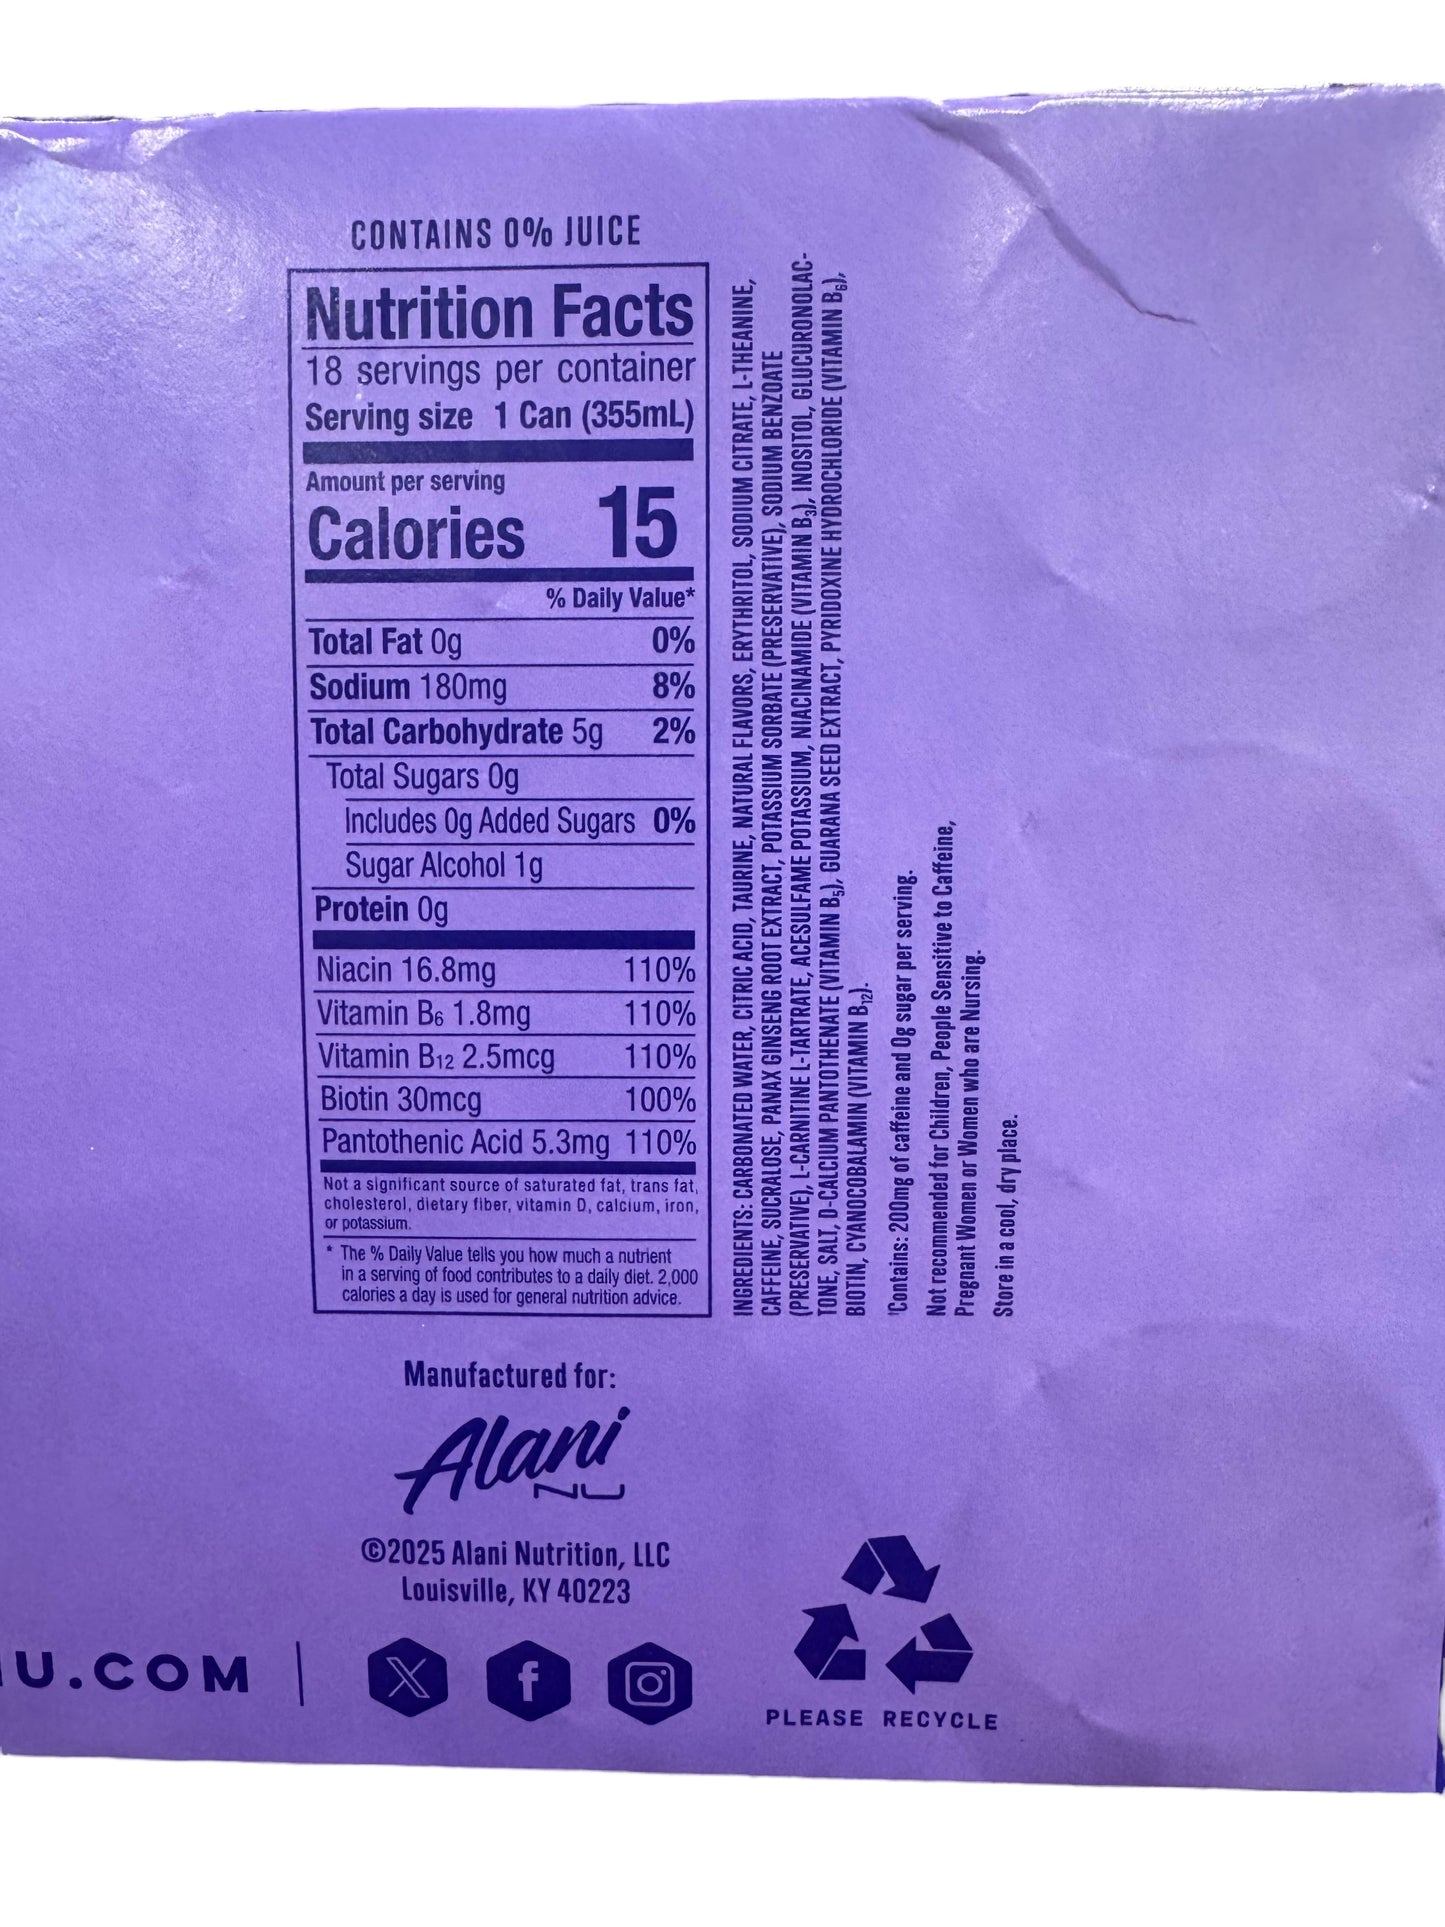 CONTAINS 0% JUICE
Nutrition Facts
18 servings per container
Serving size 1 Can (355mL)
Amount per serving
Calories 15
% Daily Value*
Total Fat 0g 0%
Sodium 180mg 8%
Total Carbohydrate 5g 2%
Total Sugars 0g
Includes 0g Added Sugars 0%
Sugar Alcohol 1g
Protein 0g
Niacin 16.8mg 110%
Vitamin B6 1.8mg 110%
Vitamin B12 2.5mcg 110%
Biotin 30mcg 100%
Pantothenic Acid 5.3mg 110%
Not a significant source of saturated fat, trans fat,
cholesterol, dietary fiber, vitamin D, calcium, iron,
or potassium.
* The % Daily Value tells you how much a nutrient
in a serving of food contributes to a daily diet. 2,000
calories a day is used for general nutrition advice.
INGREDIENTS: CARBONATED WATER, CITRIC ACID, TAURINE, NATURAL FLAVORS, ERYTHRITOL, SODIUM CITRATE, L-THEANINE,
CAFFEINE, SUCRALOSE, PANAX GINSENG ROOT EXTRACT, POTASSIUM SORBATE (PRESERVATIVE), SODIUM BENZOATE
(PRESERVATIVE), L-CARNITINE L-TARTRATE, ACESULFAME POTASSIUM, NIACINAMIDE (VITAMIN B3), INOSITOL, GLUCURONOLAC-
TONE, SALT, D-CALCIUM PANTOTHENATE (VITAMIN B5), GUARANA SEED EXTRACT, PYRIDOXINE HYDROCHLORIDE (VITAMIN B6),
BIOTIN, CYANOCOBALAMIN (VITAMIN B12).
†Contains: 200mg of caffeine and 0g sugar per serving.
Not recommended for Children, People Sensitive to Caffeine,
Pregnant Women or Women who are Nursing.
Store in a cool, dry place.
Manufactured for:
Alani
NU
©2025 Alani Nutrition, LLC
Louisville, KY 40223
U.COM
PLEASE RECYCLE